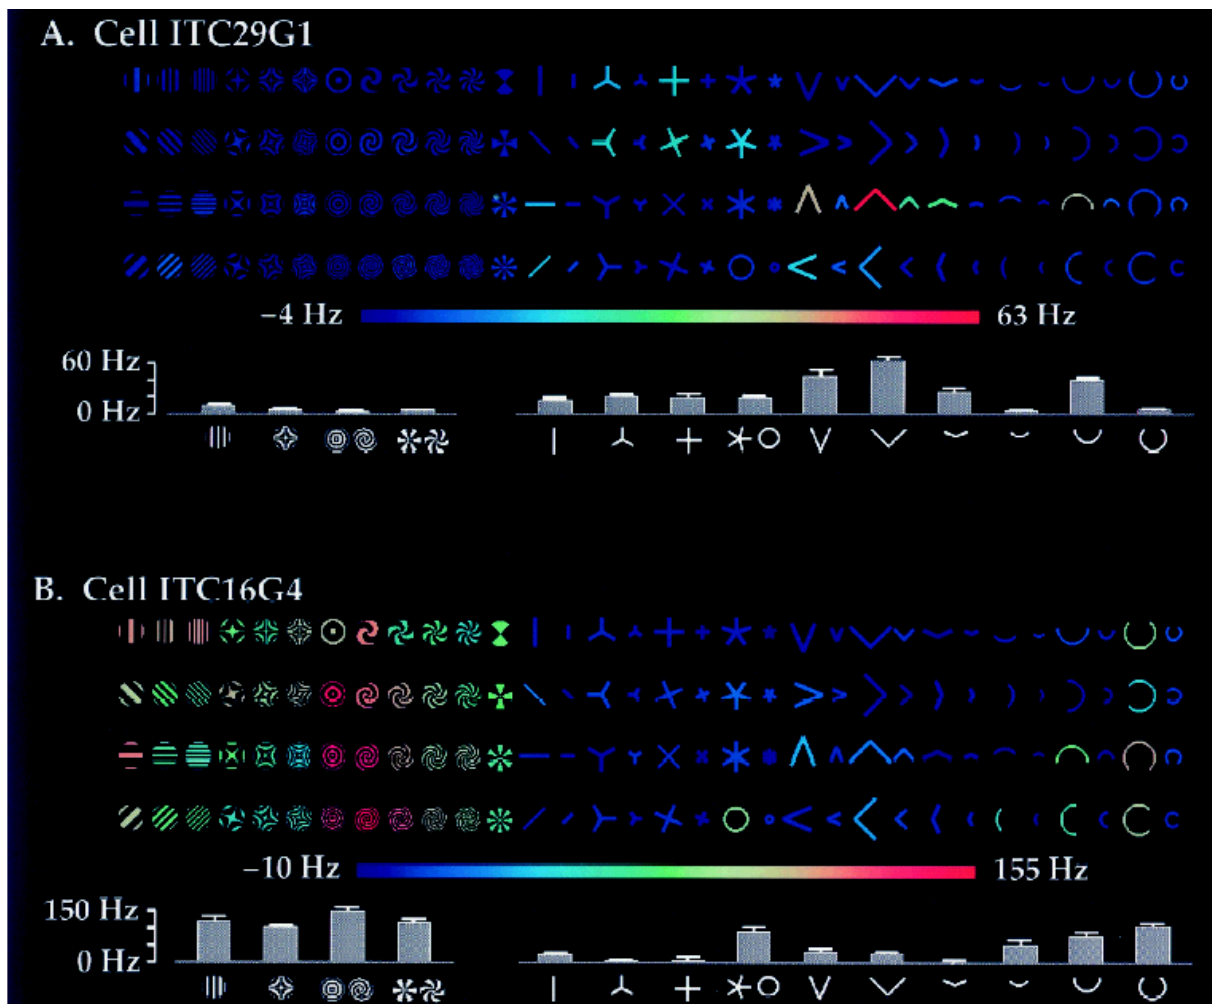 A. Cell ITC29G1
−4 Hz 63 Hz
60 Hz
0 Hz
B. Cell ITC16G4
−10 Hz 155 Hz
150 Hz
0 Hz